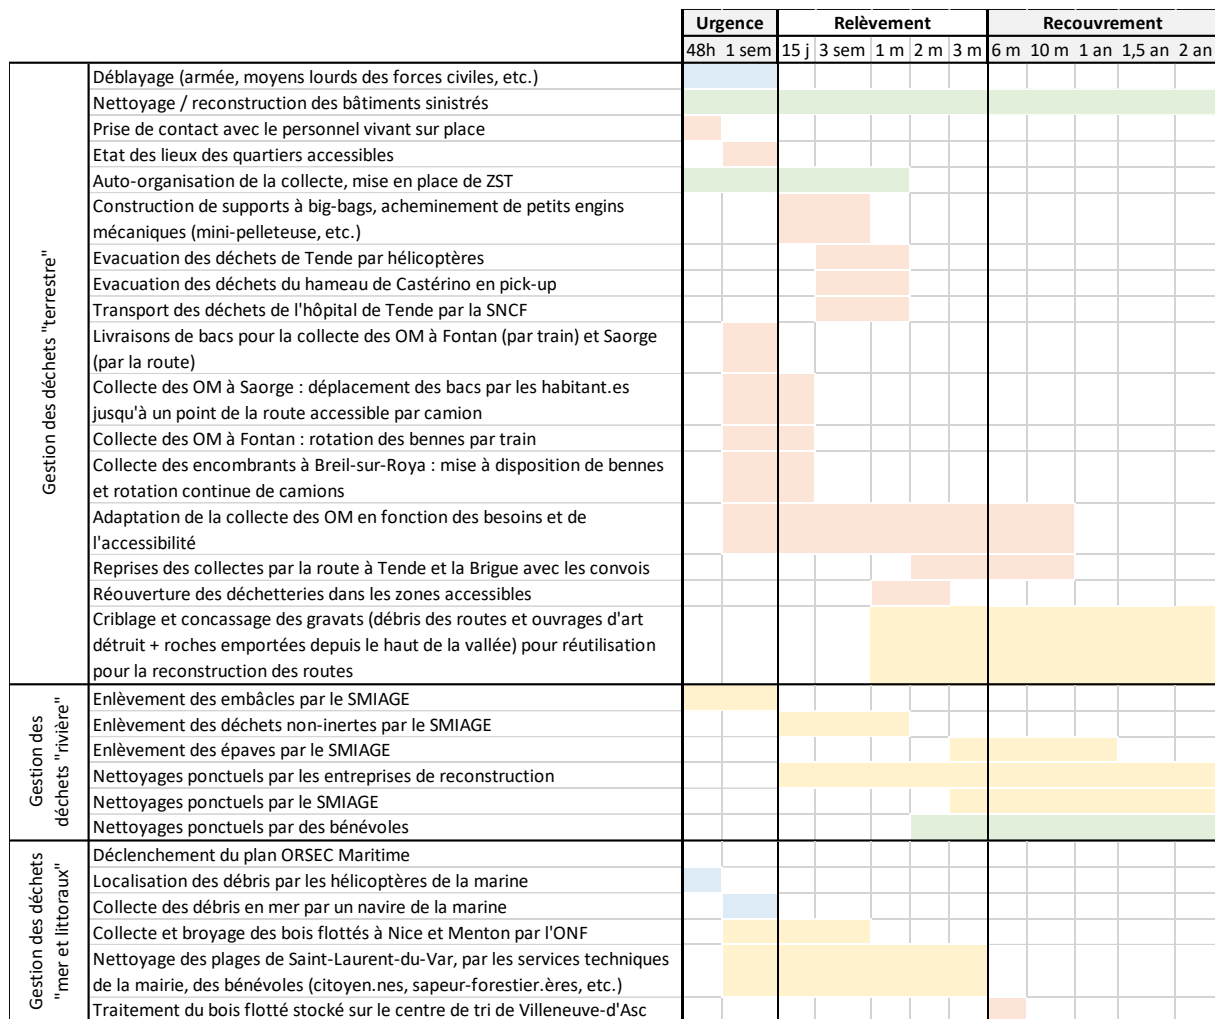 Urgence Relèvement Recouvrement
48h 1 sem 15 j 3 sem 1 m 2 m 3 m 6 m 10 m 1 an 1,5 an 2 an
Gestion des déchets "terrestre"
Déblayage (armée, moyens lourds des forces civiles, etc.)
Nettoyage / reconstruction des bâtiments sinistrés
Prise de contact avec le personnel vivant sur place
Etat des lieux des quartiers accessibles
Auto-organisation de la collecte, mise en place de ZST
Construction de supports à big-bags, acheminement de petits engins
mécaniques (mini-pelleteuse, etc.)
Evacuation des déchets de Tende par hélicoptères
Evacuation des déchets du hameau de Castérino en pick-up
Transport des déchets de l'hôpital de Tende par la SNCF
Livraisons de bacs pour la collecte des OM à Fontan (par train) et Saorge
(par la route)
Collecte des OM à Saorge : déplacement des bacs par les habitant.es
jusqu'à un point de la route accessible par camion
Collecte des OM à Fontan : rotation des bennes par train
Collecte des encombrants à Breil-sur-Roya : mise à disposition de bennes
et rotation continue de camions
Adaptation de la collecte des OM en fonction des besoins et de
l'accessibilité
Reprises des collectes par la route à Tende et la Brigue avec les convois
Réouverture des déchetteries dans les zones accessibles
Criblage et concassage des gravats (débris des routes et ouvrages d'art
détruit + roches emportées depuis le haut de la vallée) pour réutilisation
pour la reconstruction des routes
Gestion des
déchets "rivière"
Enlèvement des embâcles par le SMIAGE
Enlèvement des déchets non-inertes par le SMIAGE
Enlèvement des épaves par le SMIAGE
Nettoyages ponctuels par les entreprises de reconstruction
Nettoyages ponctuels par le SMIAGE
Nettoyages ponctuels par des bénévoles
Gestion des déchets
"mer et littoraux"
Déclenchement du plan ORSEC Maritime
Localisation des débris par les hélicoptères de la marine
Collecte des débris en mer par un navire de la marine
Collecte et broyage des bois flottés à Nice et Menton par l'ONF
Nettoyage des plages de Saint-Laurent-du-Var, par les services techniques
de la mairie, des bénévoles (citoyen.nes, sapeur-forestier.ères, etc.)
Traitement du bois flotté stocké sur le centre de tri de Villeneuve-d'Asc